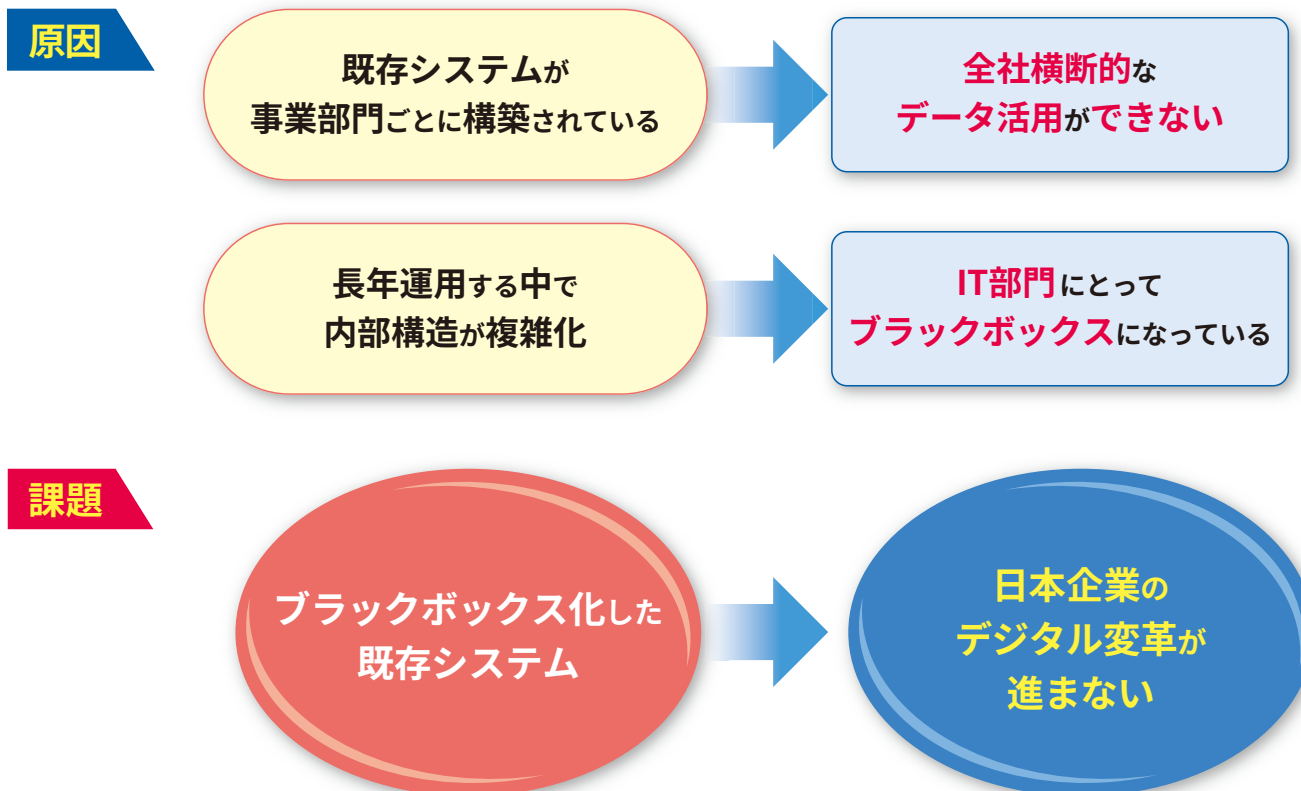 原因
既存システムが
事業部門ごとに構築されている
全社横断的な
データ活用ができない
長年運用する中で
内部構造が複雑化
IT部門にとって
ブラックボックスになっている
課題
ブラックボックス化した
既存システム
日本企業の
デジタル変革が
進まない